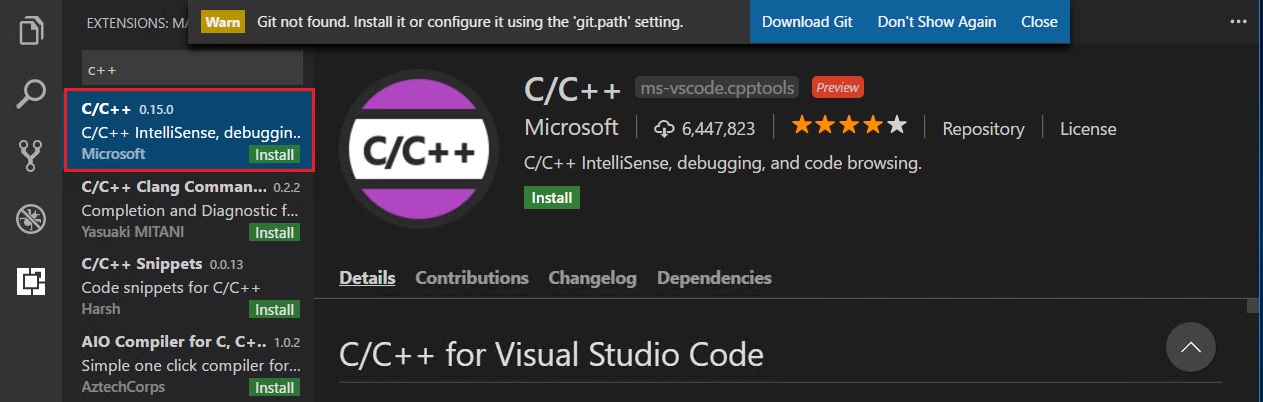 EXTENSIONS: MA
Warn Git not found. Install it or configure it using the 'git.path' setting. Download Git Don't Show Again Close
c++
C/C++ 0.15.0
C/C++ IntelliSense, debuggin..
Microsoft Install
C/C++ Clang Comman... 0.2.2
Completion and Diagnostic f...
Yasuaki MITANI Install
C/C++ Snippets 0.0.13
Code snippets for C/C++
Harsh Install
AIO Compiler for C, C+.. 1.0.2
Simple one click compiler for...
AztechCorps Install
C/C++
C/C++ ms-vscode.cpptools Preview
Microsoft 6,447,823 Repository License
C/C++ IntelliSense, debugging, and code browsing.
Install
Details Contributions Changelog Dependencies
C/C++ for Visual Studio Code